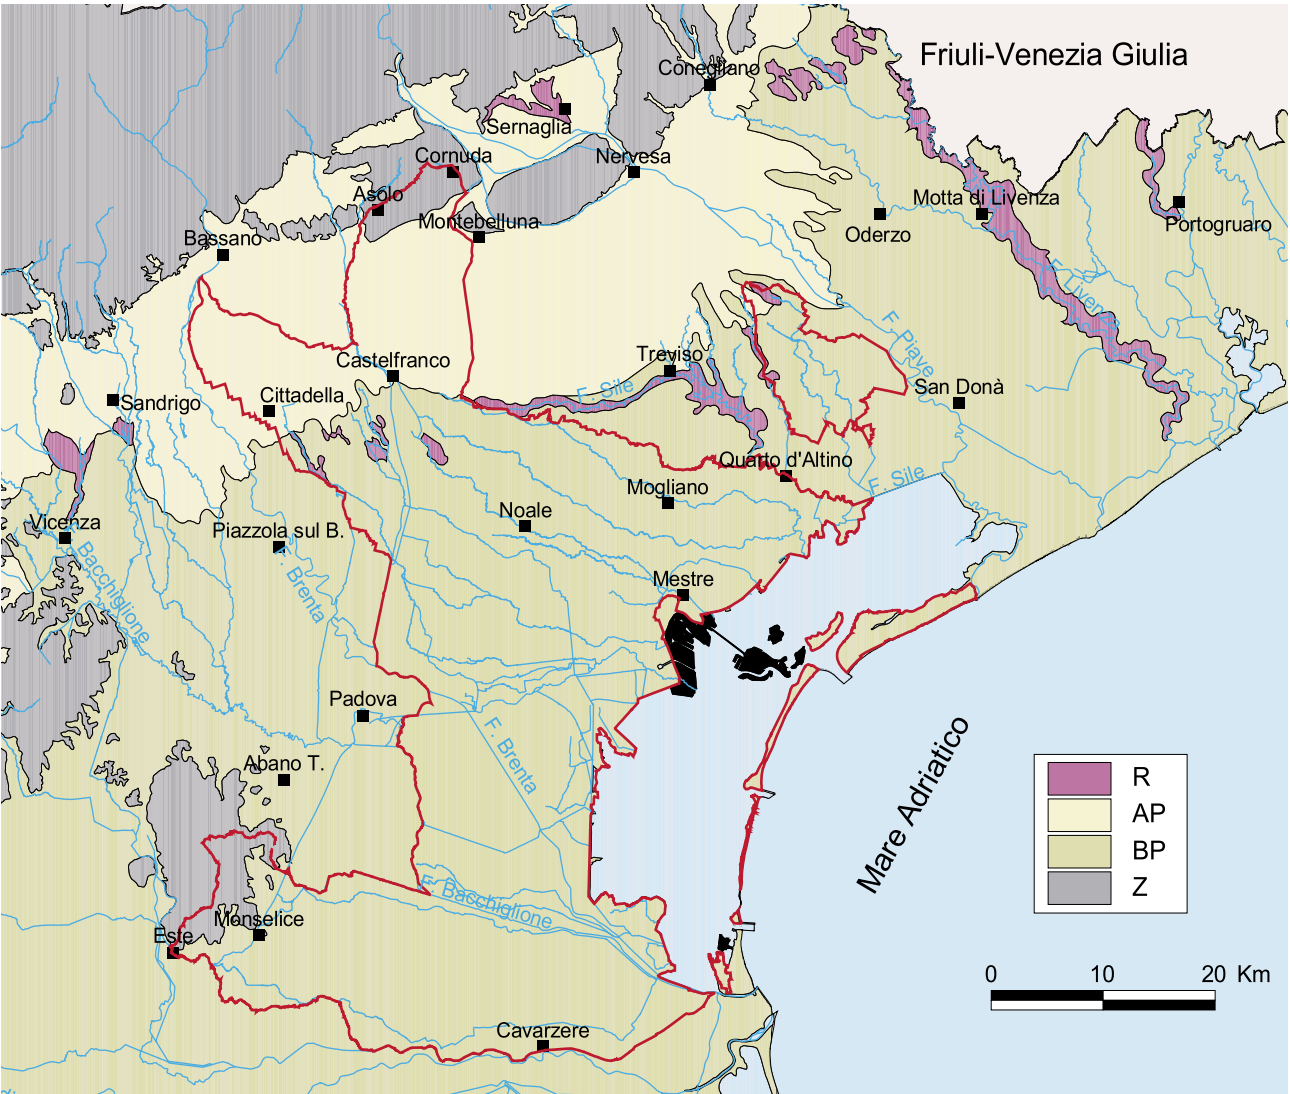 Friuli-Venezia Giulia
Conegliano
Sernaglia
Cornuda
Nervesa
Asolo
Motta di Livenza
Montebelluna
Portogruaro
Oderzo
Bassano
F. Livenza
F. Piave
Treviso
Castelfranco
F. Sile
San Donà
Cittadella
Sandrigo
Quarto d'Altino
F. Sile
Mogliano
Noale
Vicenza
Piazzola sul B.
F. Bacchiglione
F. Brenta
Mestre
Padova
F. Brenta
Abano T.
Mare Adriatico
R
AP
BP
Z
F. Bacchiglione
Monselice
Este
0 10 20 Km
Cavarzere